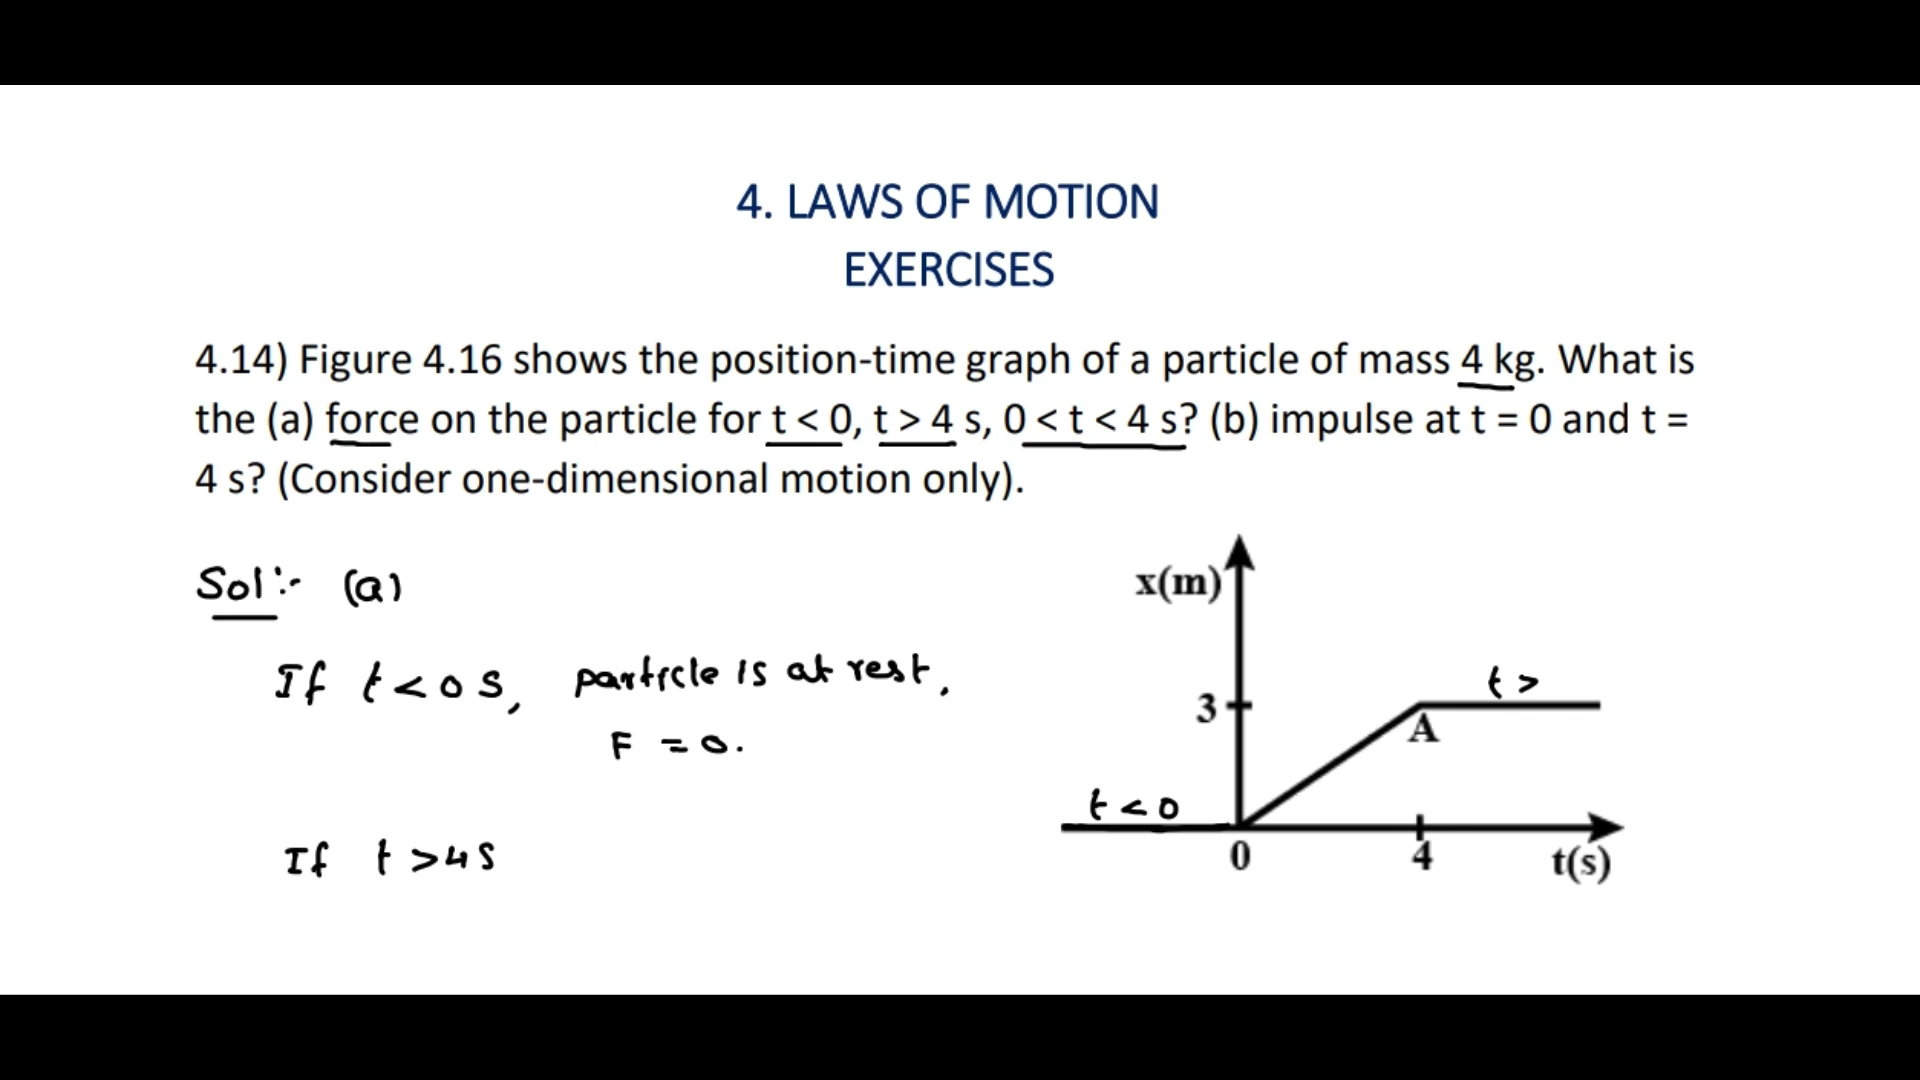 4. LAWS OF MOTION
EXERCISES
4.14) Figure 4.16 shows the position-time graph of a particle of mass 4 kg. What is
the (a) force on the particle for t < 0, t > 4 s, 0 < t < 4 s? (b) impulse at t = 0 and t =
4 s? (Consider one-dimensional motion only).
Sol:- (a)
If t < 0 s, particle is at rest.
F = 0.
If t > 4 s
x(m)
t >
3
A
t < 0
0
4
t(s)